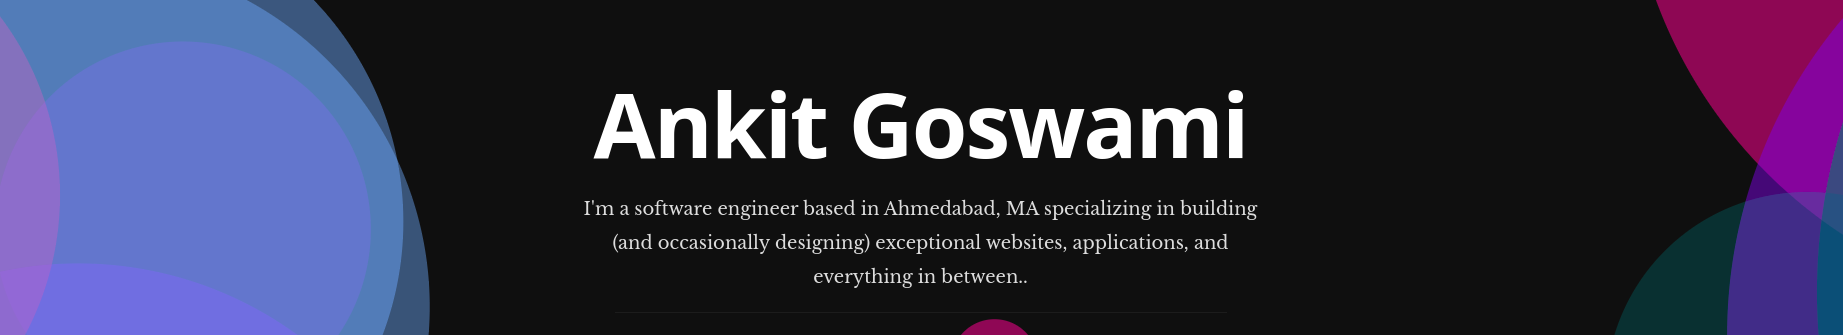 Ankit Goswami
I'm a software engineer based in Ahmedabad, MA specializing in building
(and occasionally designing) exceptional websites, applications, and
everything in between..